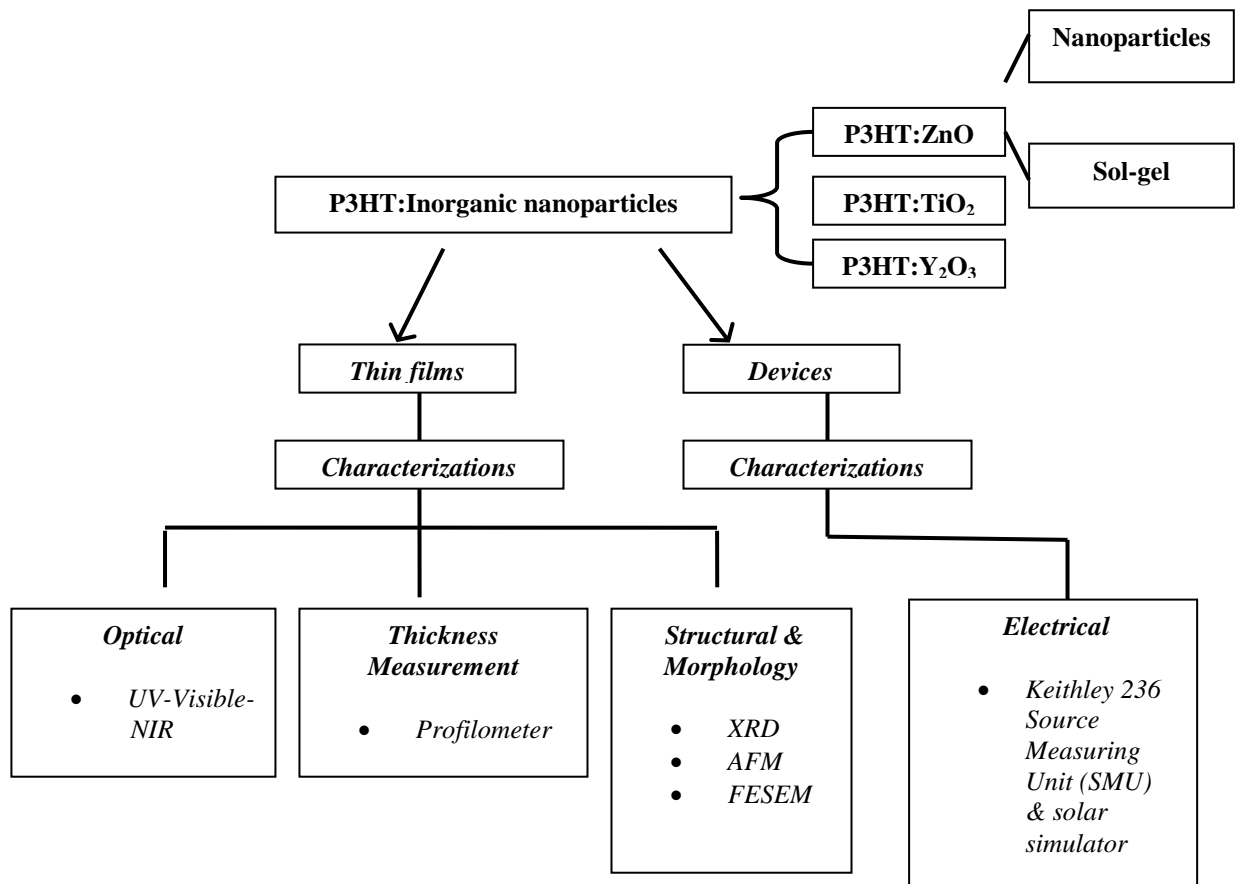 Nanoparticles
P3HT:ZnO
Sol-gel
P3HT:Inorganic nanoparticles
P3HT:TiO₂
P3HT:Y₂O₃
Thin films
Devices
Characterizations
Characterizations
Optical
• UV-Visible-
NIR
Thickness
Measurement
• Profilometer
Structural &
Morphology
• XRD
• AFM
• FESEM
Electrical
• Keithley 236
Source
Measuring
Unit (SMU)
& solar
simulator